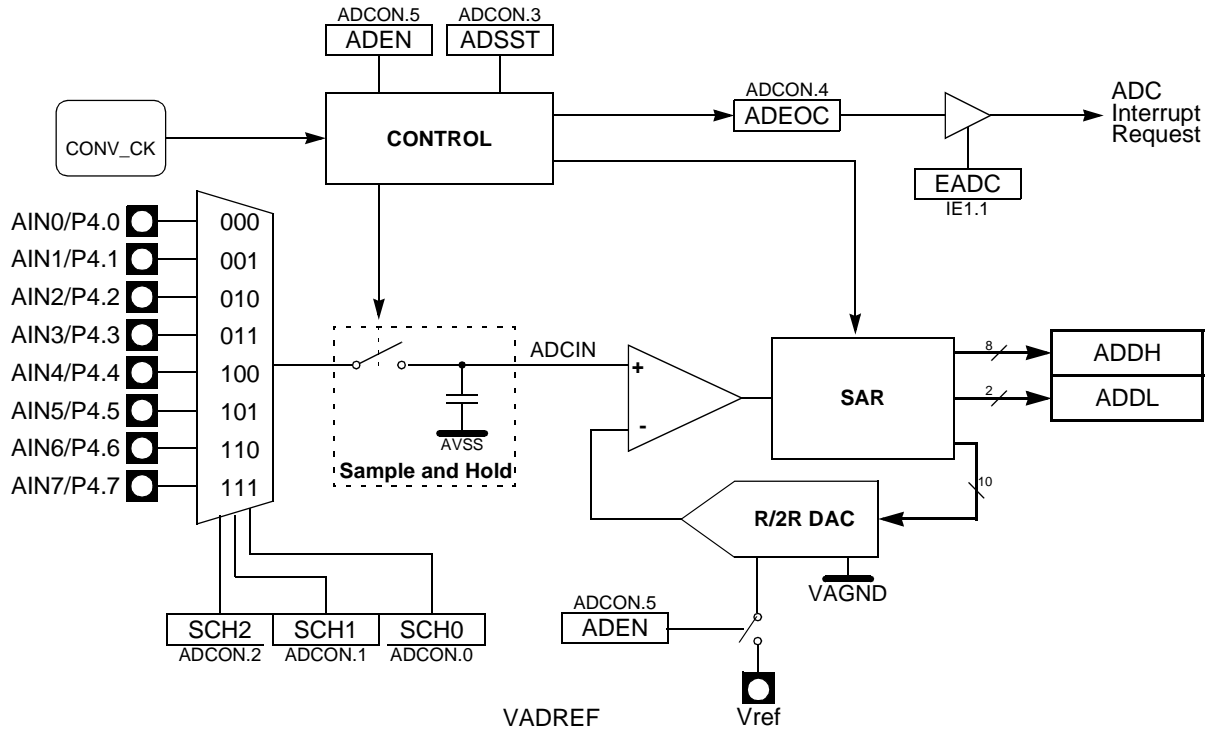 ADCON.5
ADEN
ADCON.3
ADSST
CONV_CK
CONTROL
ADCON.4
ADEOC
ADC
Interrupt
Request
EADC
IE1.1
AIN0/P4.0
000
AIN1/P4.1
001
AIN2/P4.2
010
AIN3/P4.3
011
AIN4/P4.4
100
AIN5/P4.5
101
AIN6/P4.6
110
AIN7/P4.7
111
ADCIN
+
-
AVSS
Sample and Hold
SAR
8
ADDH
2
ADDL
10
R/2R DAC
VAGND
SCH2
ADCON.2
SCH1
ADCON.1
SCH0
ADCON.0
ADCON.5
ADEN
VADREF
Vref